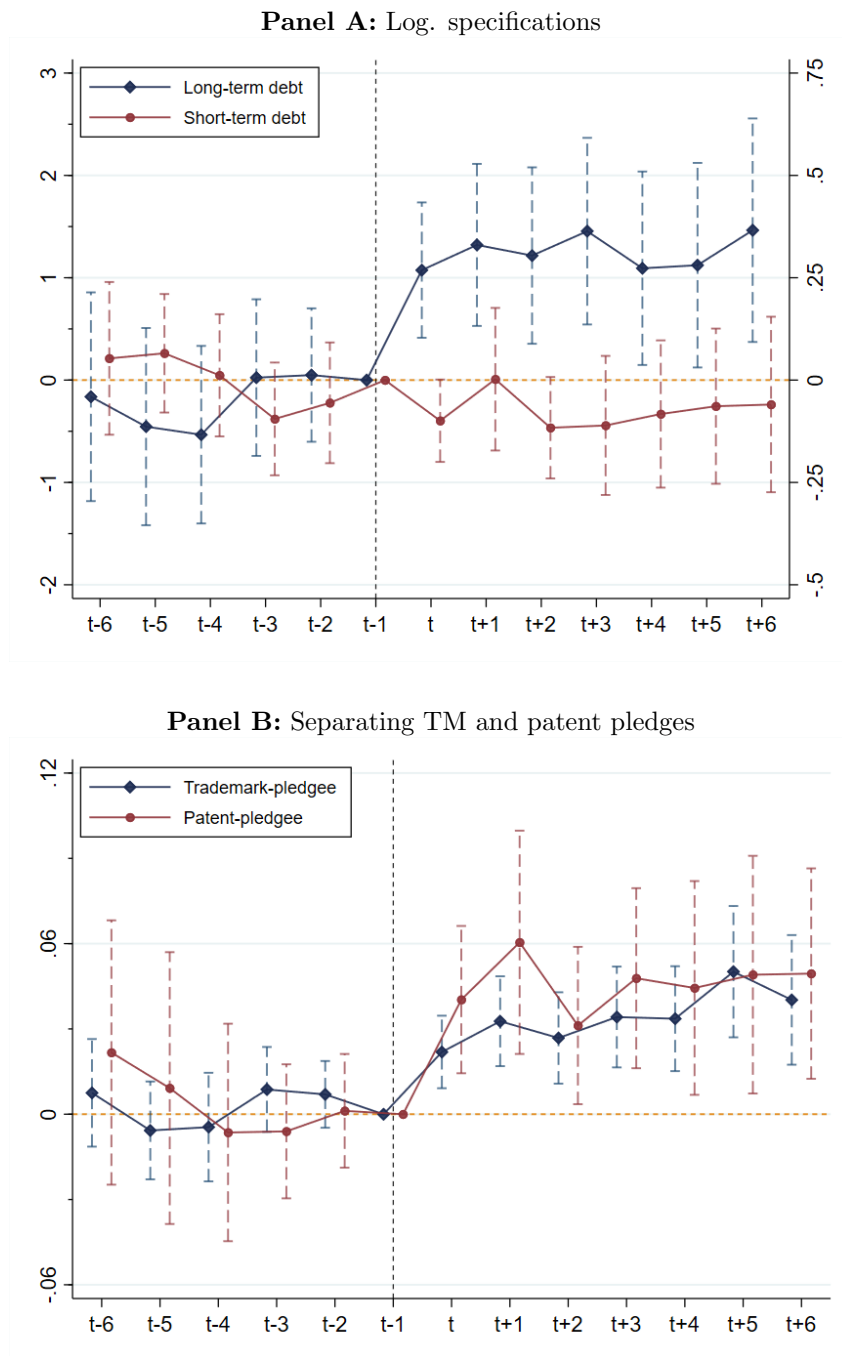 Panel A: Log. specifications
Long-term debt
Short-term debt
3
2
1
0
-1
-2
.75
.5
.25
0
-.25
-.5
t-6 t-5 t-4 t-3 t-2 t-1 t t+1 t+2 t+3 t+4 t+5 t+6
Panel B: Separating TM and patent pledges
Trademark-pledgee
Patent-pledgee
.12
.06
0
-.06
t-6 t-5 t-4 t-3 t-2 t-1 t t+1 t+2 t+3 t+4 t+5 t+6